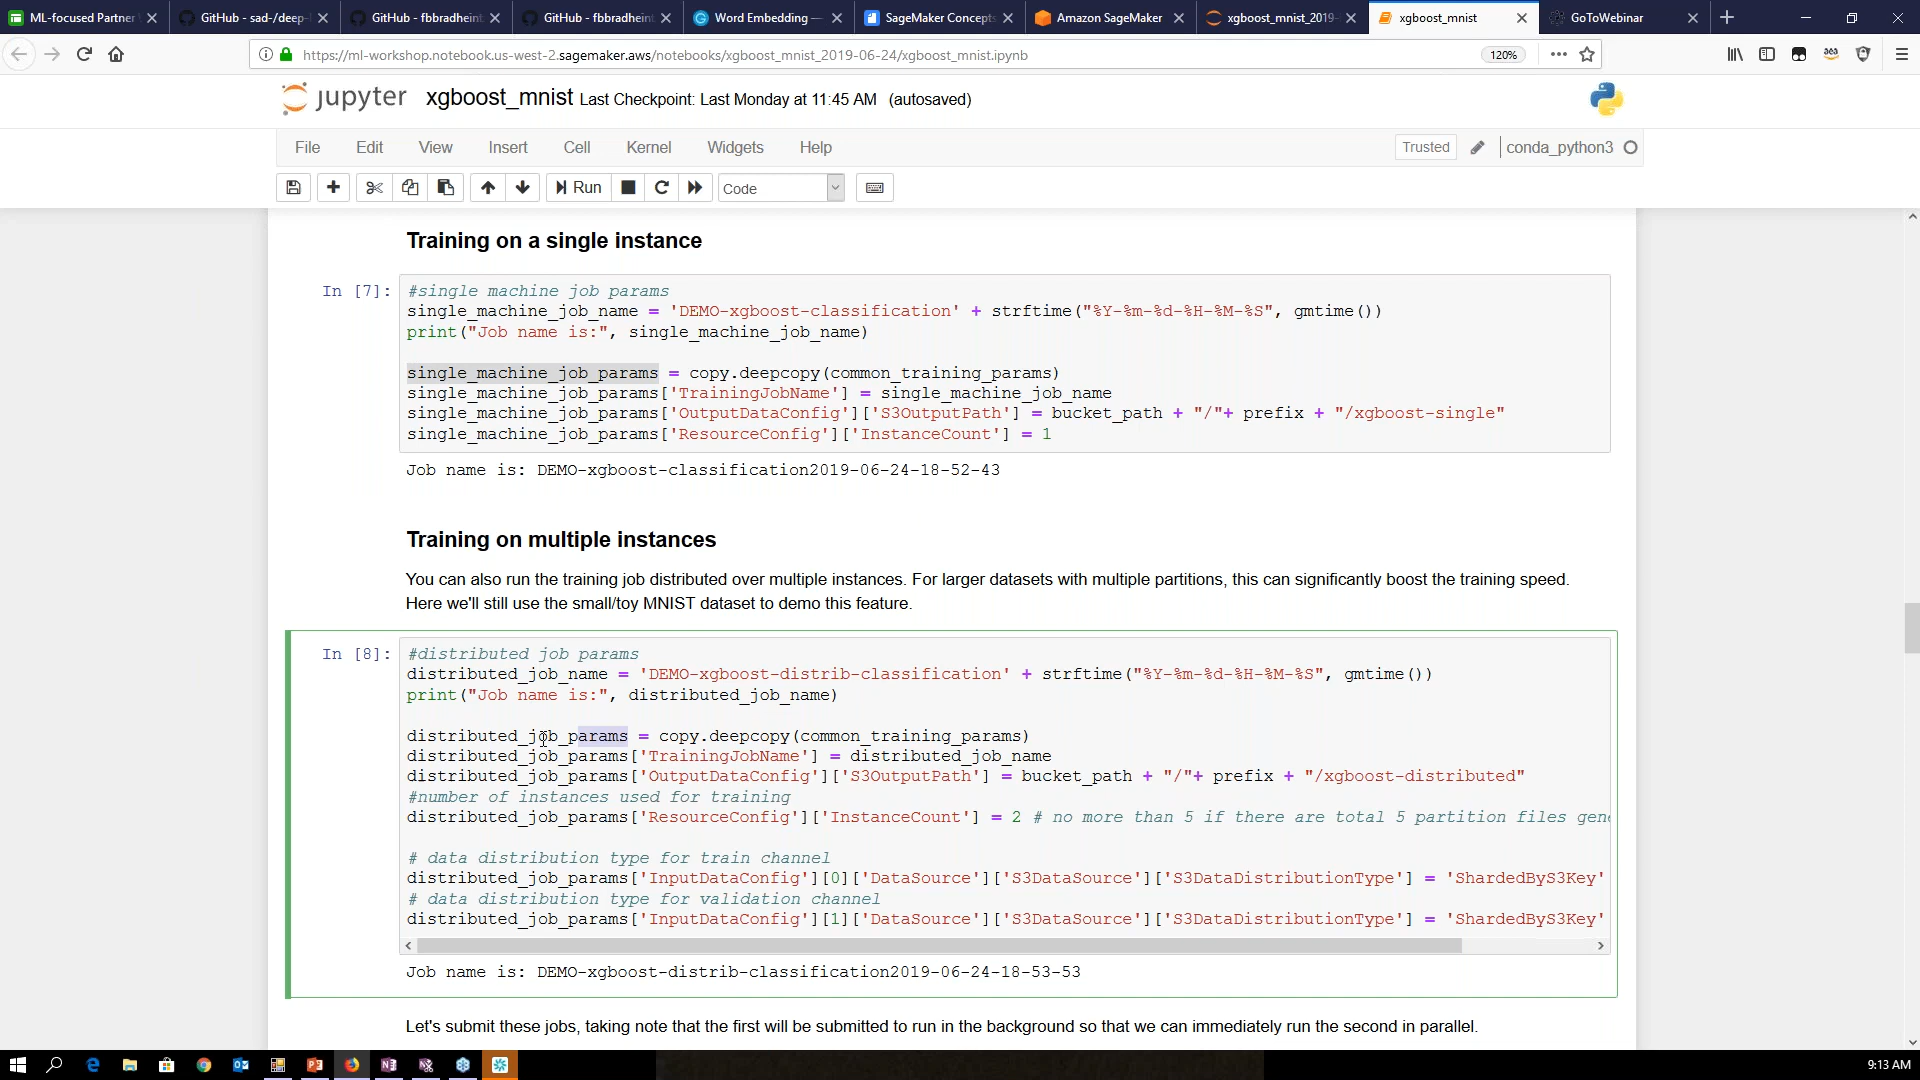 ML-focused Partner
GitHub - sad-/deep-l
GitHub - fbbradheint
GitHub - fbbradheint
Word Embedding —
SageMaker Concepts
Amazon SageMaker
xgboost_mnist_2019-
xgboost_mnist
GoToWebinar
https://ml-workshop.notebook.us-west-2.sagemaker.aws/notebooks/xgboost_mnist_2019-06-24/xgboost_mnist.ipynb
120%
jupyter xgboost_mnist Last Checkpoint: Last Monday at 11:45 AM (autosaved)
File Edit View Insert Cell Kernel Widgets Help
Trusted conda_python3
Run Code
Training on a single instance
In [7]: #single machine job params
single_machine_job_name = 'DEMO-xgboost-classification' + strftime("%Y-%m-%d-%H-%M-%S", gmtime())
print("Job name is:", single_machine_job_name)
single_machine_job_params = copy.deepcopy(common_training_params)
single_machine_job_params['TrainingJobName'] = single_machine_job_name
single_machine_job_params['OutputDataConfig']['S3OutputPath'] = bucket_path + "/"+ prefix + "/xgboost-single"
single_machine_job_params['ResourceConfig']['InstanceCount'] = 1
Job name is: DEMO-xgboost-classification2019-06-24-18-52-43
Training on multiple instances
You can also run the training job distributed over multiple instances. For larger datasets with multiple partitions, this can significantly boost the training speed.
Here we'll still use the small/toy MNIST dataset to demo this feature.
In [8]: #distributed job params
distributed_job_name = 'DEMO-xgboost-distrib-classification' + strftime("%Y-%m-%d-%H-%M-%S", gmtime())
print("Job name is:", distributed_job_name)
distributed_job_params = copy.deepcopy(common_training_params)
distributed_job_params['TrainingJobName'] = distributed_job_name
distributed_job_params['OutputDataConfig']['S3OutputPath'] = bucket_path + "/"+ prefix + "/xgboost-distributed"
#number of instances used for training
distributed_job_params['ResourceConfig']['InstanceCount'] = 2 # no more than 5 if there are total 5 partition files gene
# data distribution type for train channel
distributed_job_params['InputDataConfig'][0]['DataSource']['S3DataSource']['S3DataDistributionType'] = 'ShardedByS3Key'
# data distribution type for validation channel
distributed_job_params['InputDataConfig'][1]['DataSource']['S3DataSource']['S3DataDistributionType'] = 'ShardedByS3Key'
Job name is: DEMO-xgboost-distrib-classification2019-06-24-18-53-53
Let's submit these jobs, taking note that the first will be submitted to run in the background so that we can immediately run the second in parallel.
9:13 AM